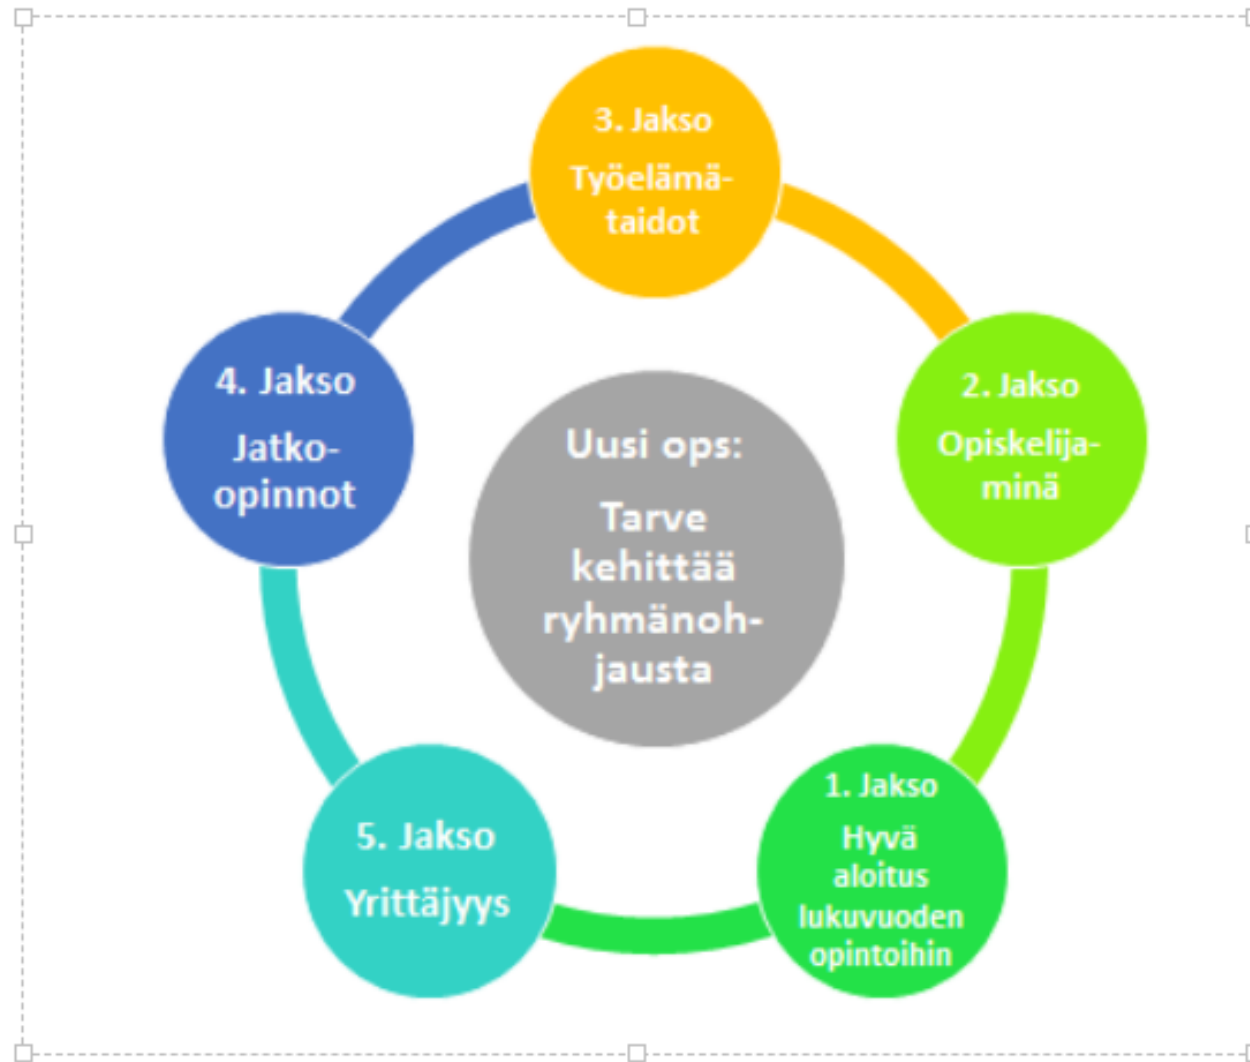 3. Jakso
Työelämä-
taidot
4. Jakso
Jatko-
opinnot
2. Jakso
Opiskelija-
minä
Uusi ops:
Tarve
kehittää
ryhmänoh-
jausta
5. Jakso
Yrittäjyys
1. Jakso
Hyvä
aloitus
lukuvuoden
opintoihin